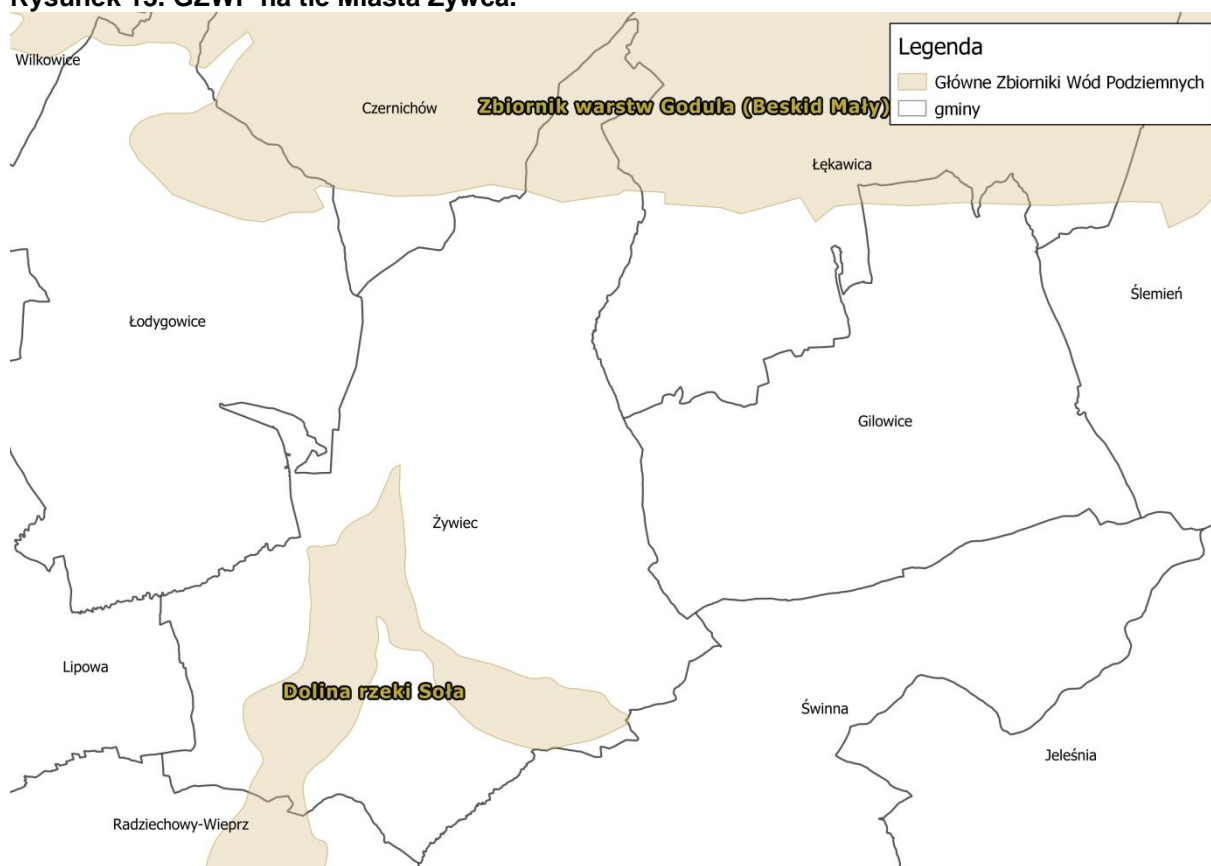 Rysunek 15. GZWP na tle Miasta Żywca.
Legenda
Główne Zbiorniki Wód Podziemnych
gminy
Wilkowice
Czernichów
Zbiornik warstw Godula (Beskid Mały)
Łękawica
Ślemień
Łodygowice
Gilowice
Żywiec
Lipowa
Dolina rzeki Soła
Świnna
Jeleśnia
Radziechowy-Wieprz